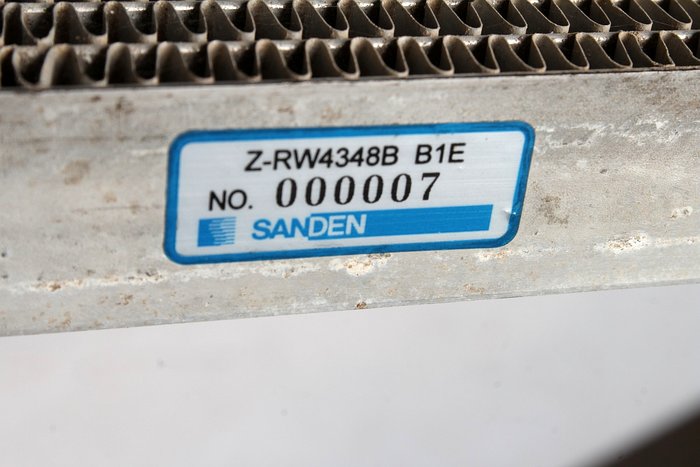 Z-RW4348B B1E
NO. 000007
SANDEN